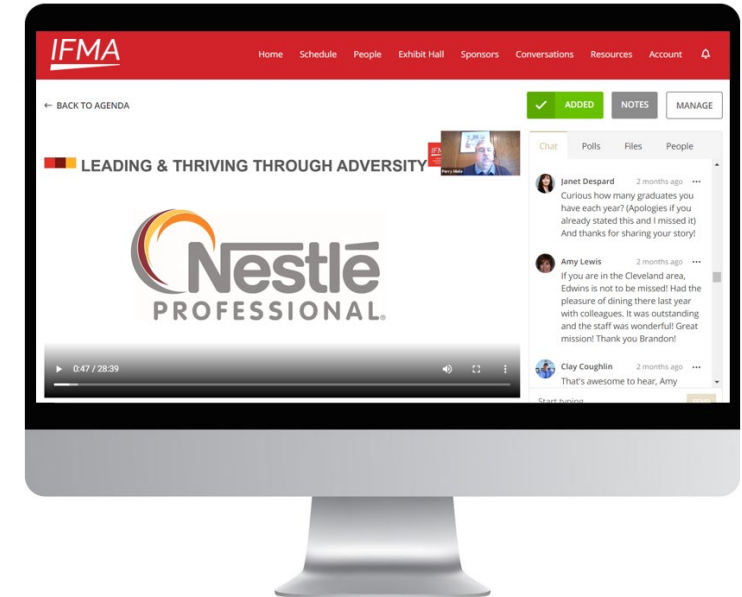 IFMA
Home Schedule People Exhibit Hall Sponsors Conversations Resources Account
← BACK TO AGENDA
ADDED NOTES MANAGE
LEADING & THRIVING THROUGH ADVERSITY
Nestlé
PROFESSIONAL®
0:47 / 28:39
Chat Polls Files People
Janet Despard 2 months ago •••
Curious how many graduates you
have each year? (Apologies if you
already stated this and I missed it)
And thanks for sharing your story!
Amy Lewis 2 months ago •••
If you are in the Cleveland area,
Edwins is not to be missed! Had the
pleasure of dining there last year
with colleagues. It was outstanding
and the staff was wonderful! Great
mission! Thank you Brandon!
Clay Coughlin 2 months ago •••
That's awesome to hear, Amy
Start typing